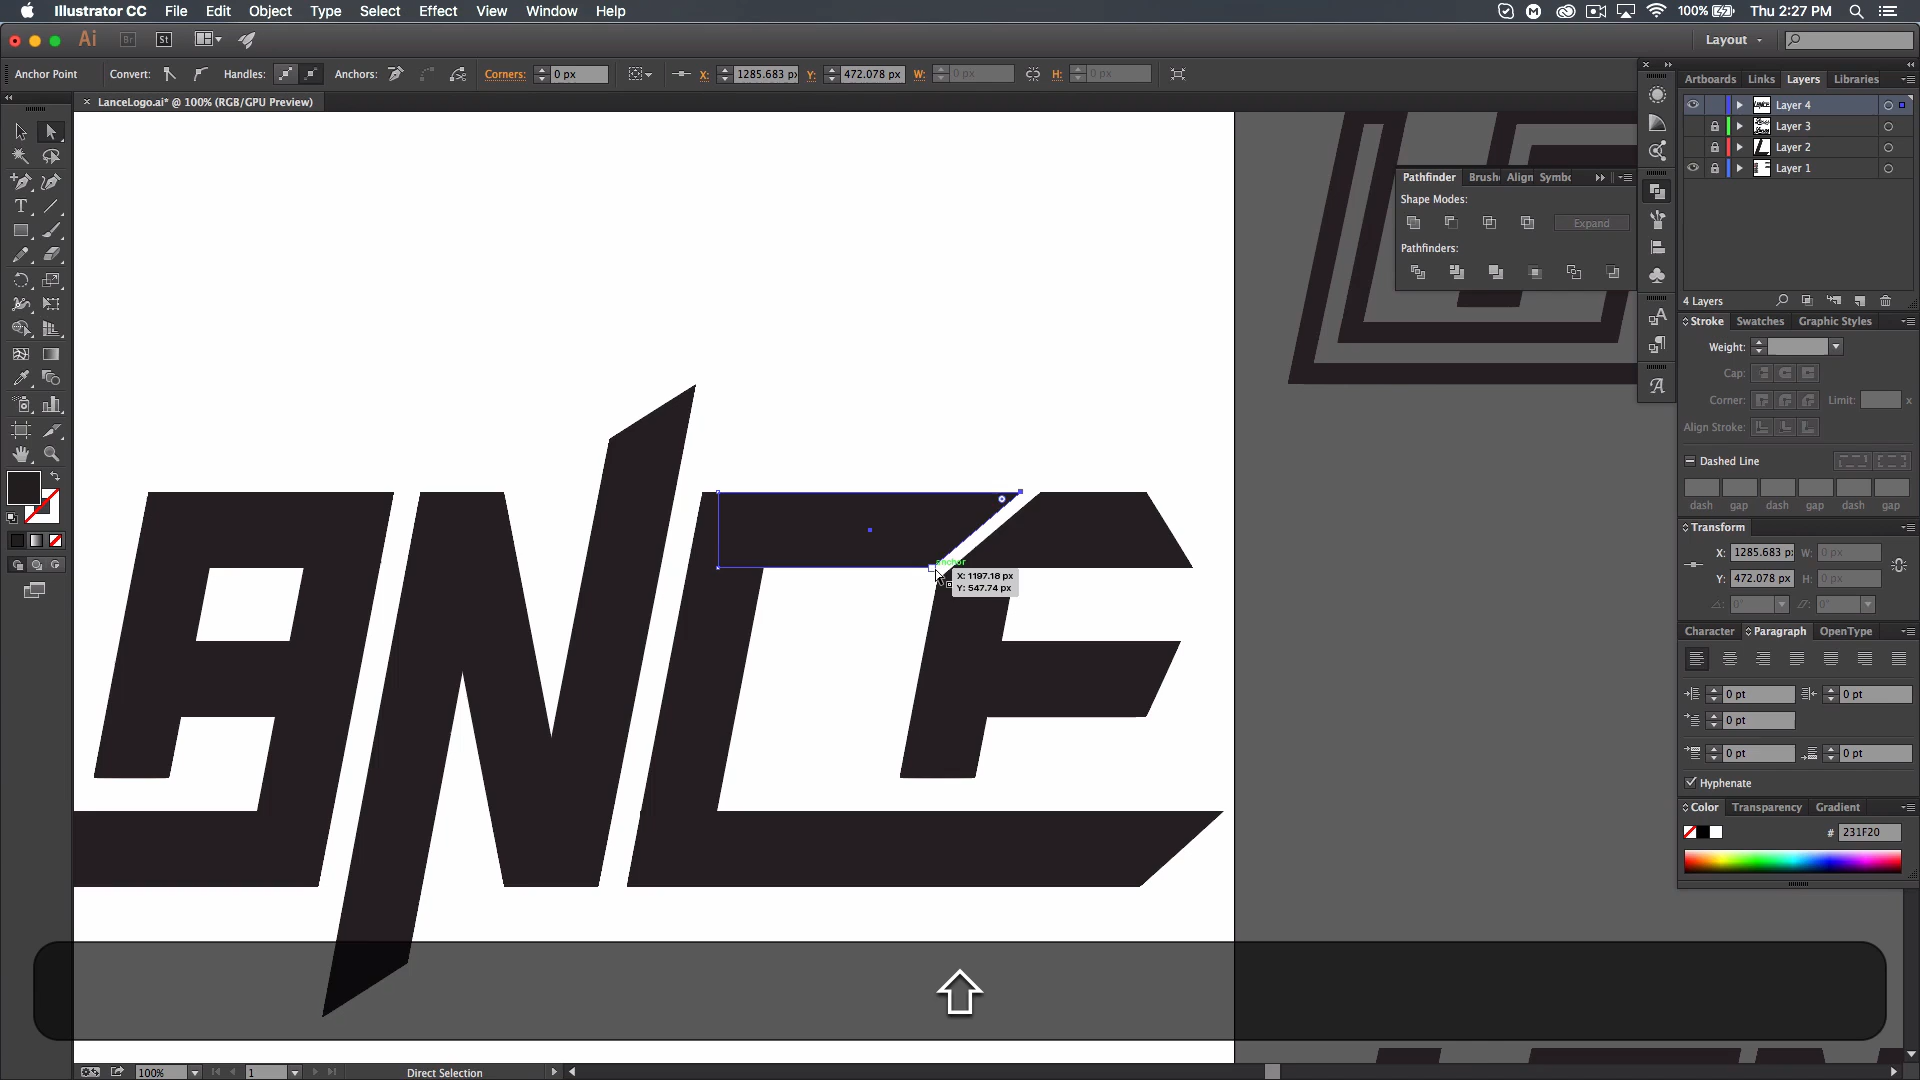 Illustrator CC File Edit Object Type Select Effect View Window Help 100% Thu 2:27 PM
Ai Br St Layout
Anchor Point Convert: Handles: Anchors: Corners: 0 px X: 1285.683 px Y: 472.078 px W: 0 px H: 0 px
LanceLogo.ai* @ 100% (RGB/GPU Preview)
Artboards Links Layers Libraries
Layer 4
Layer 3
Layer 2
Layer 1
4 Layers
Pathfinder Brush Align Symbo
Shape Modes:
Expand
Pathfinders:
Stroke Swatches Graphic Styles
Weight:
Cap:
Corner: Limit: x
Align Stroke:
Dashed Line
dash gap dash gap dash gap
Transform
X: 1285.683 p W: 0 px
Y: 472.078 px H: 0 px
0° 0°
Character Paragraph OpenType
0 pt 0 pt
0 pt
0 pt 0 pt
Hyphenate
Color Transparency Gradient
# 231F20
ANCE
anchor
X: 1197.18 px
Y: 547.74 px
100% 1 Direct Selection